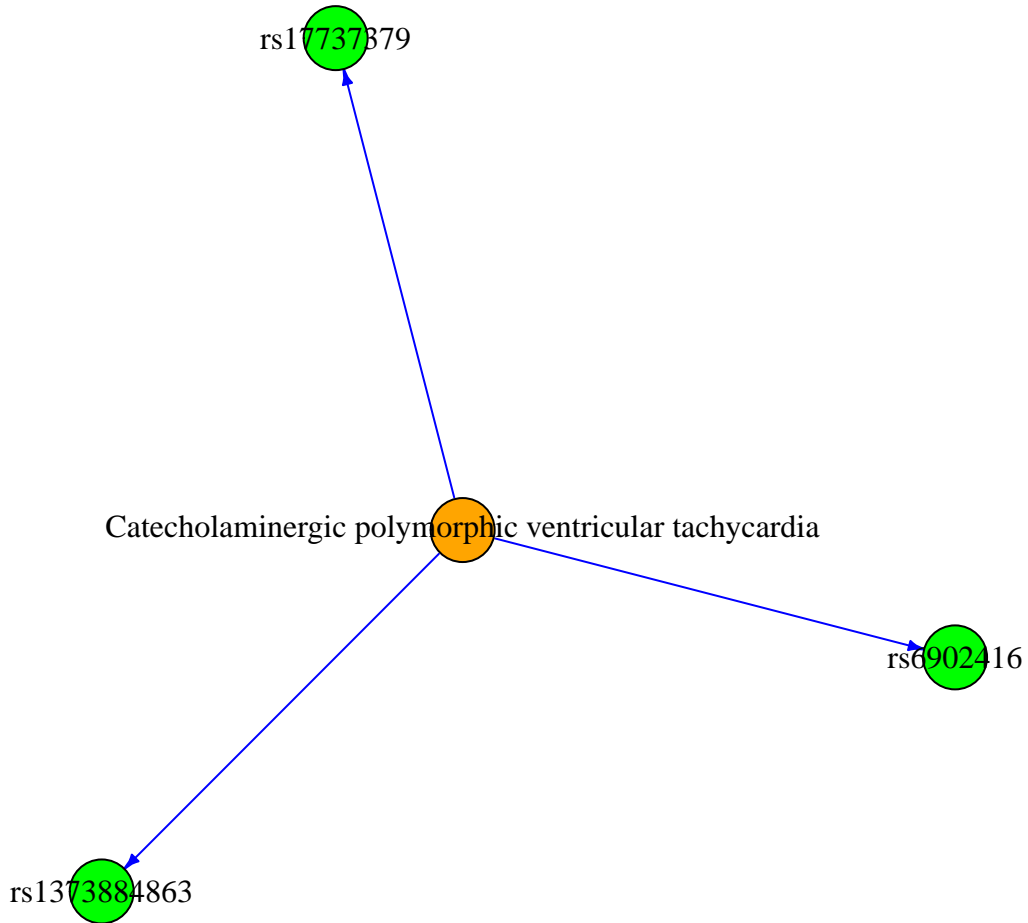 rs17737379
Catecholaminergic polymorphic ventricular tachycardia
rs6902416
rs1373884863